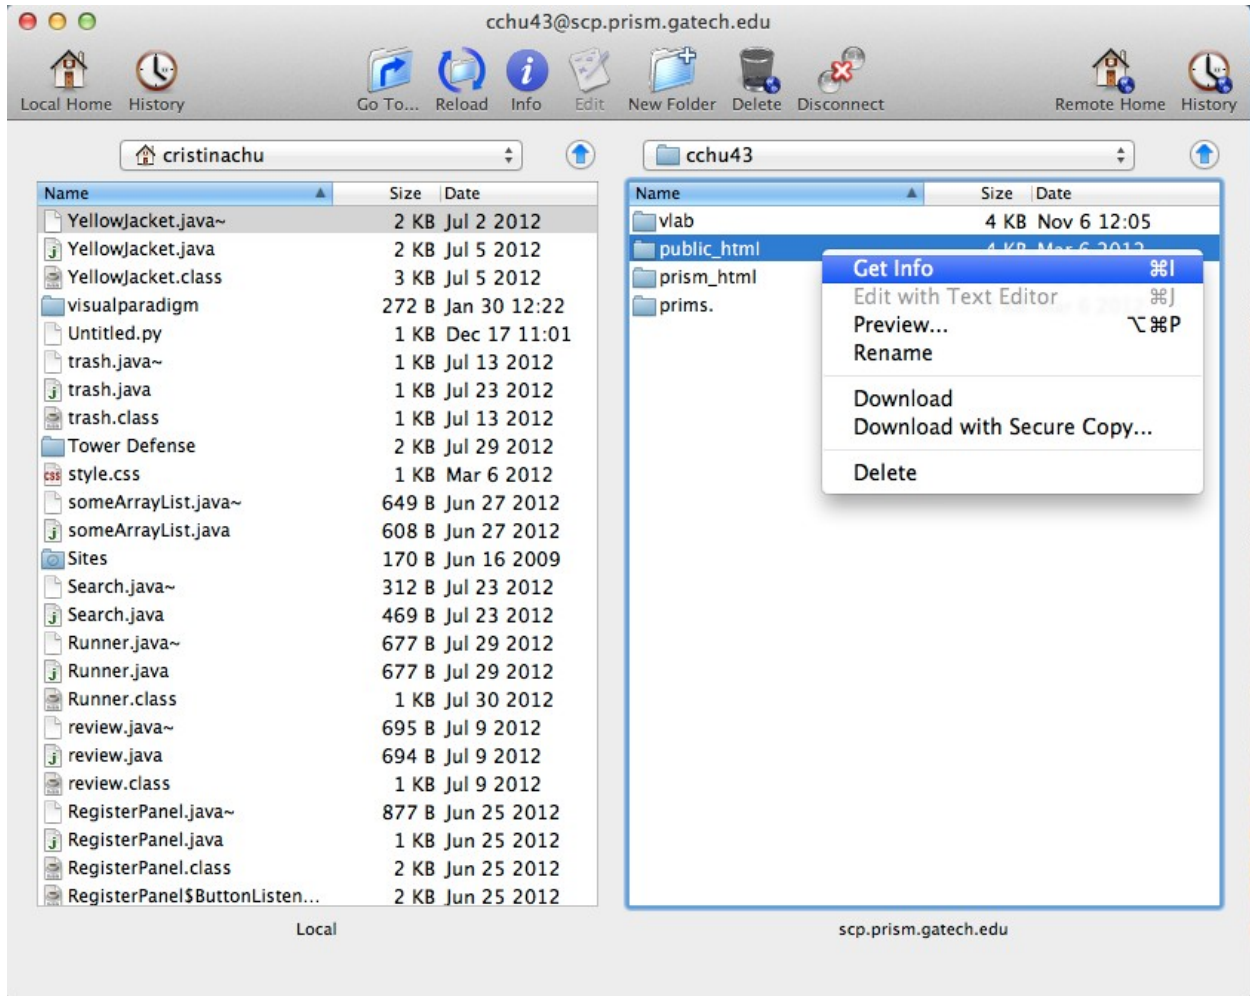 cchu43@scp.prism.gatech.edu
Local Home History Go To... Reload Info Edit New Folder Delete Disconnect Remote Home History
cristinachu
Name Size Date
YellowJacket.java~ 2 KB Jul 2 2012
YellowJacket.java 2 KB Jul 5 2012
YellowJacket.class 3 KB Jul 5 2012
visualparadigm 272 B Jan 30 12:22
Untitled.py 1 KB Dec 17 11:01
trash.java~ 1 KB Jul 13 2012
trash.java 1 KB Jul 23 2012
trash.class 1 KB Jul 13 2012
Tower Defense 2 KB Jul 29 2012
style.css 1 KB Mar 6 2012
someArrayList.java~ 649 B Jun 27 2012
someArrayList.java 608 B Jun 27 2012
Sites 170 B Jun 16 2009
Search.java~ 312 B Jul 23 2012
Search.java 469 B Jul 23 2012
Runner.java~ 677 B Jul 29 2012
Runner.java 677 B Jul 29 2012
Runner.class 1 KB Jul 30 2012
review.java~ 695 B Jul 9 2012
review.java 694 B Jul 9 2012
review.class 1 KB Jul 9 2012
RegisterPanel.java~ 877 B Jun 25 2012
RegisterPanel.java 1 KB Jun 25 2012
RegisterPanel.class 2 KB Jun 25 2012
RegisterPanel$ButtonListen... 2 KB Jun 25 2012
Local
cchu43
Name Size Date
vlab 4 KB Nov 6 12:05
public_html 4 KB Mar 6 2012
prism_html
prims.
Get Info ⌘I
Edit with Text Editor ⌘J
Preview... ⌥⌘P
Rename
Download
Download with Secure Copy...
Delete
scp.prism.gatech.edu